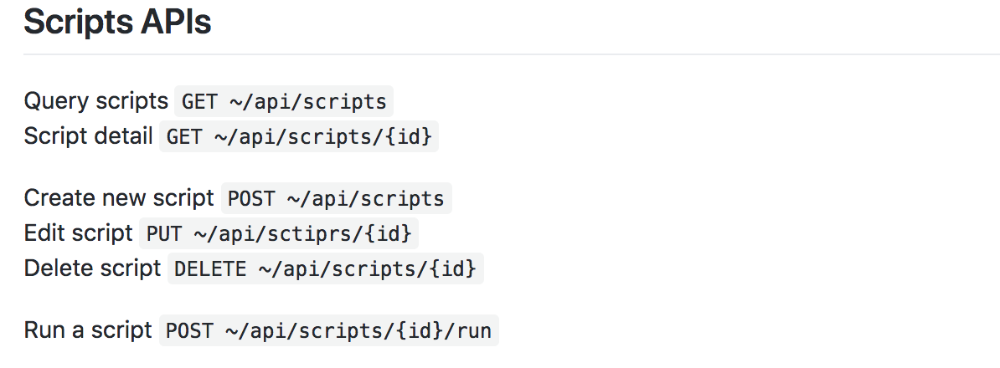 Scripts APIs
Query scripts GET ~/api/scripts
Script detail GET ~/api/scripts/{id}
Create new script POST ~/api/scripts
Edit script PUT ~/api/sctiprs/{id}
Delete script DELETE ~/api/scripts/{id}
Run a script POST ~/api/scripts/{id}/run